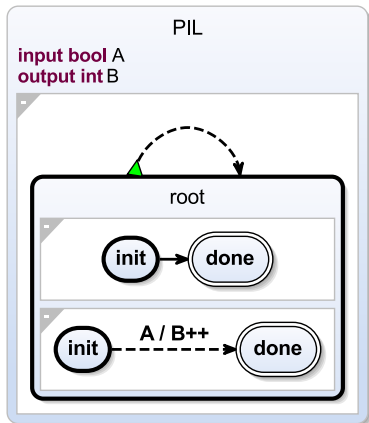 PIL
input bool A
output int B
-
root
-
init done
-
A / B++
init done